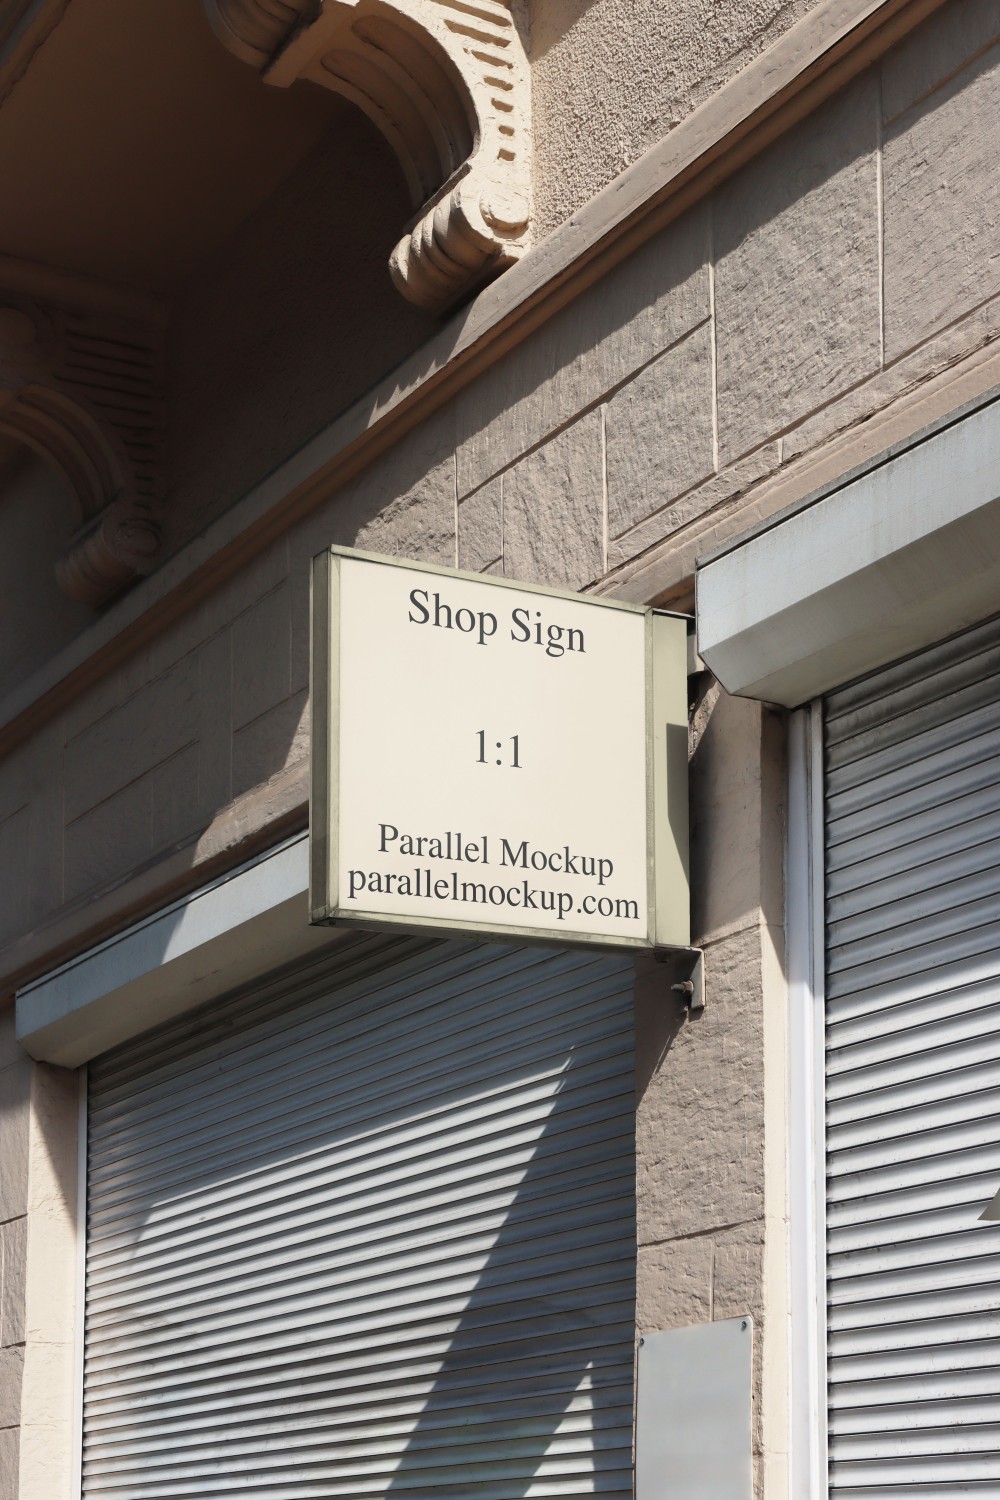 Shop Sign
1:1
Parallel Mockup
parallelmockup.com